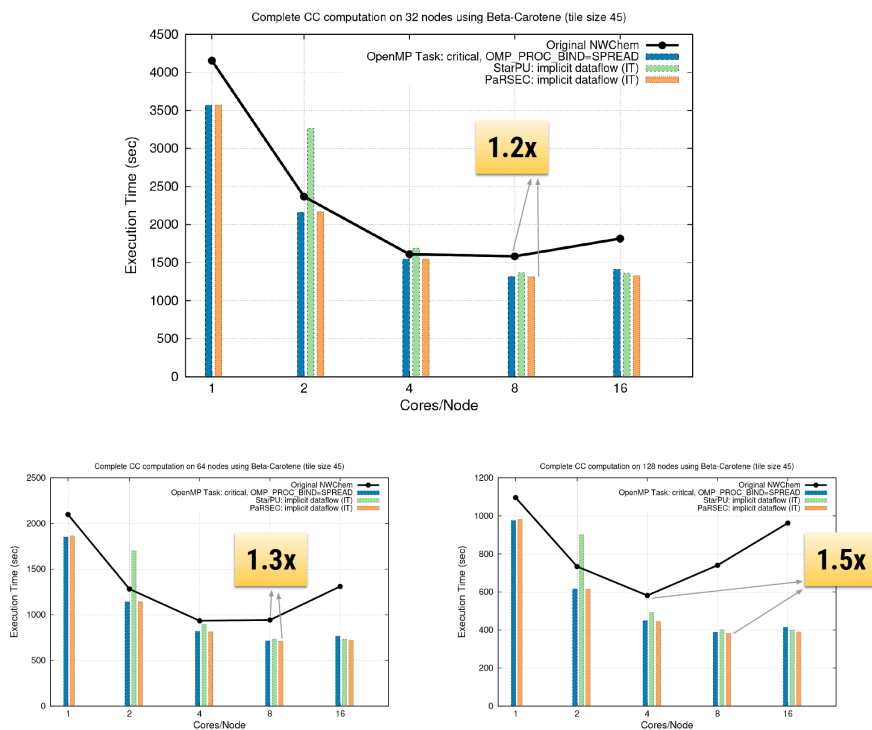 Complete CC computation on 32 nodes using Beta-Carotene (tile size 45)
Original NWChem
OpenMP Task: critical, OMP_PROC_BIND=SPREAD
StarPU: implicit dataflow (IT)
PaRSEC: implicit dataflow (IT)
4500
4000
3500
3000
2500
2000
1500
1000
500
0
Execution Time (sec)
1.2x
1 2 4 8 16
Cores/Node
Complete CC computation on 64 nodes using Beta-Carotene (tile size 45)
Original NWChem
OpenMP Task: critical, OMP_PROC_BIND=SPREAD
StarPU: implicit dataflow (IT)
PaRSEC: implicit dataflow (IT)
2500
2000
1500
1000
500
0
Execution Time (sec)
1.3x
1 2 4 8 16
Cores/Node
Complete CC computation on 128 nodes using Beta-Carotene (tile size 45)
Original NWChem
OpenMP Task: critical, OMP_PROC_BIND=SPREAD
StarPU: implicit dataflow (IT)
PaRSEC: implicit dataflow (IT)
1200
1000
800
600
400
200
0
Execution Time (sec)
1.5x
1 2 4 8 16
Cores/Node